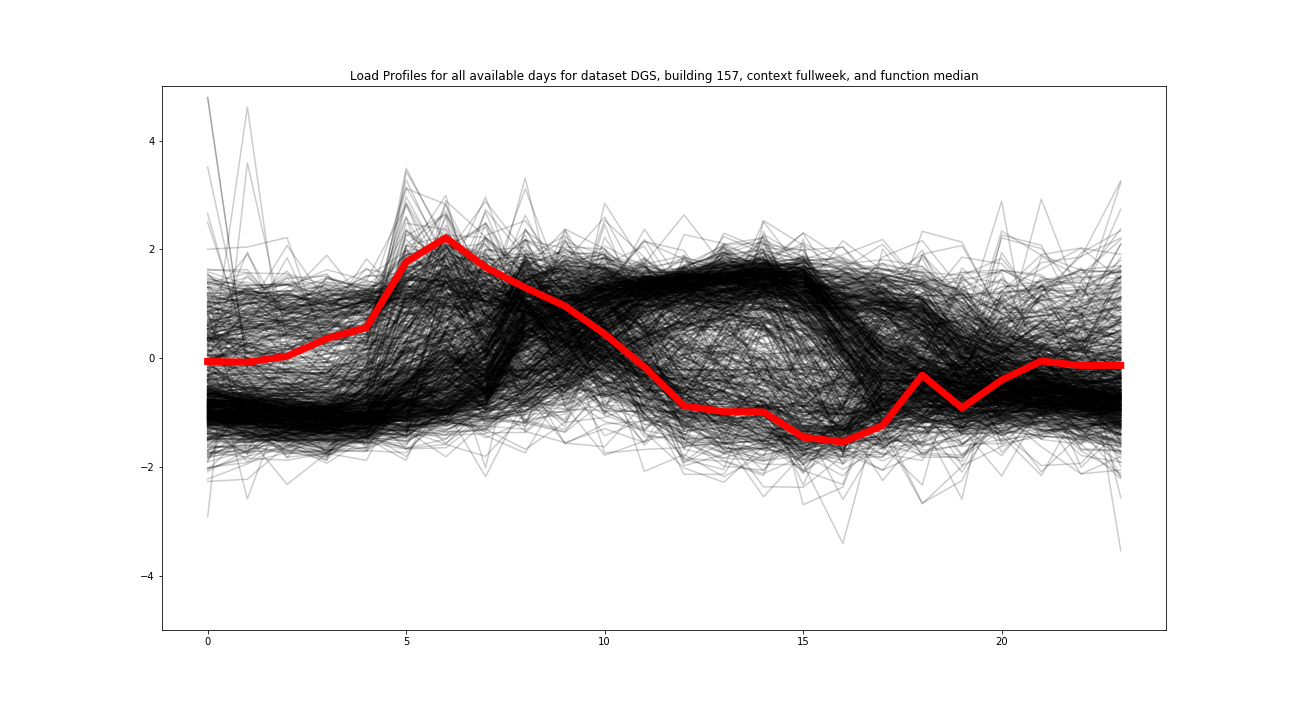 Load Profiles for all available days for dataset DGS, building 157, context fullweek, and function median
4
2
0
−2
−4
0 5 10 15 20